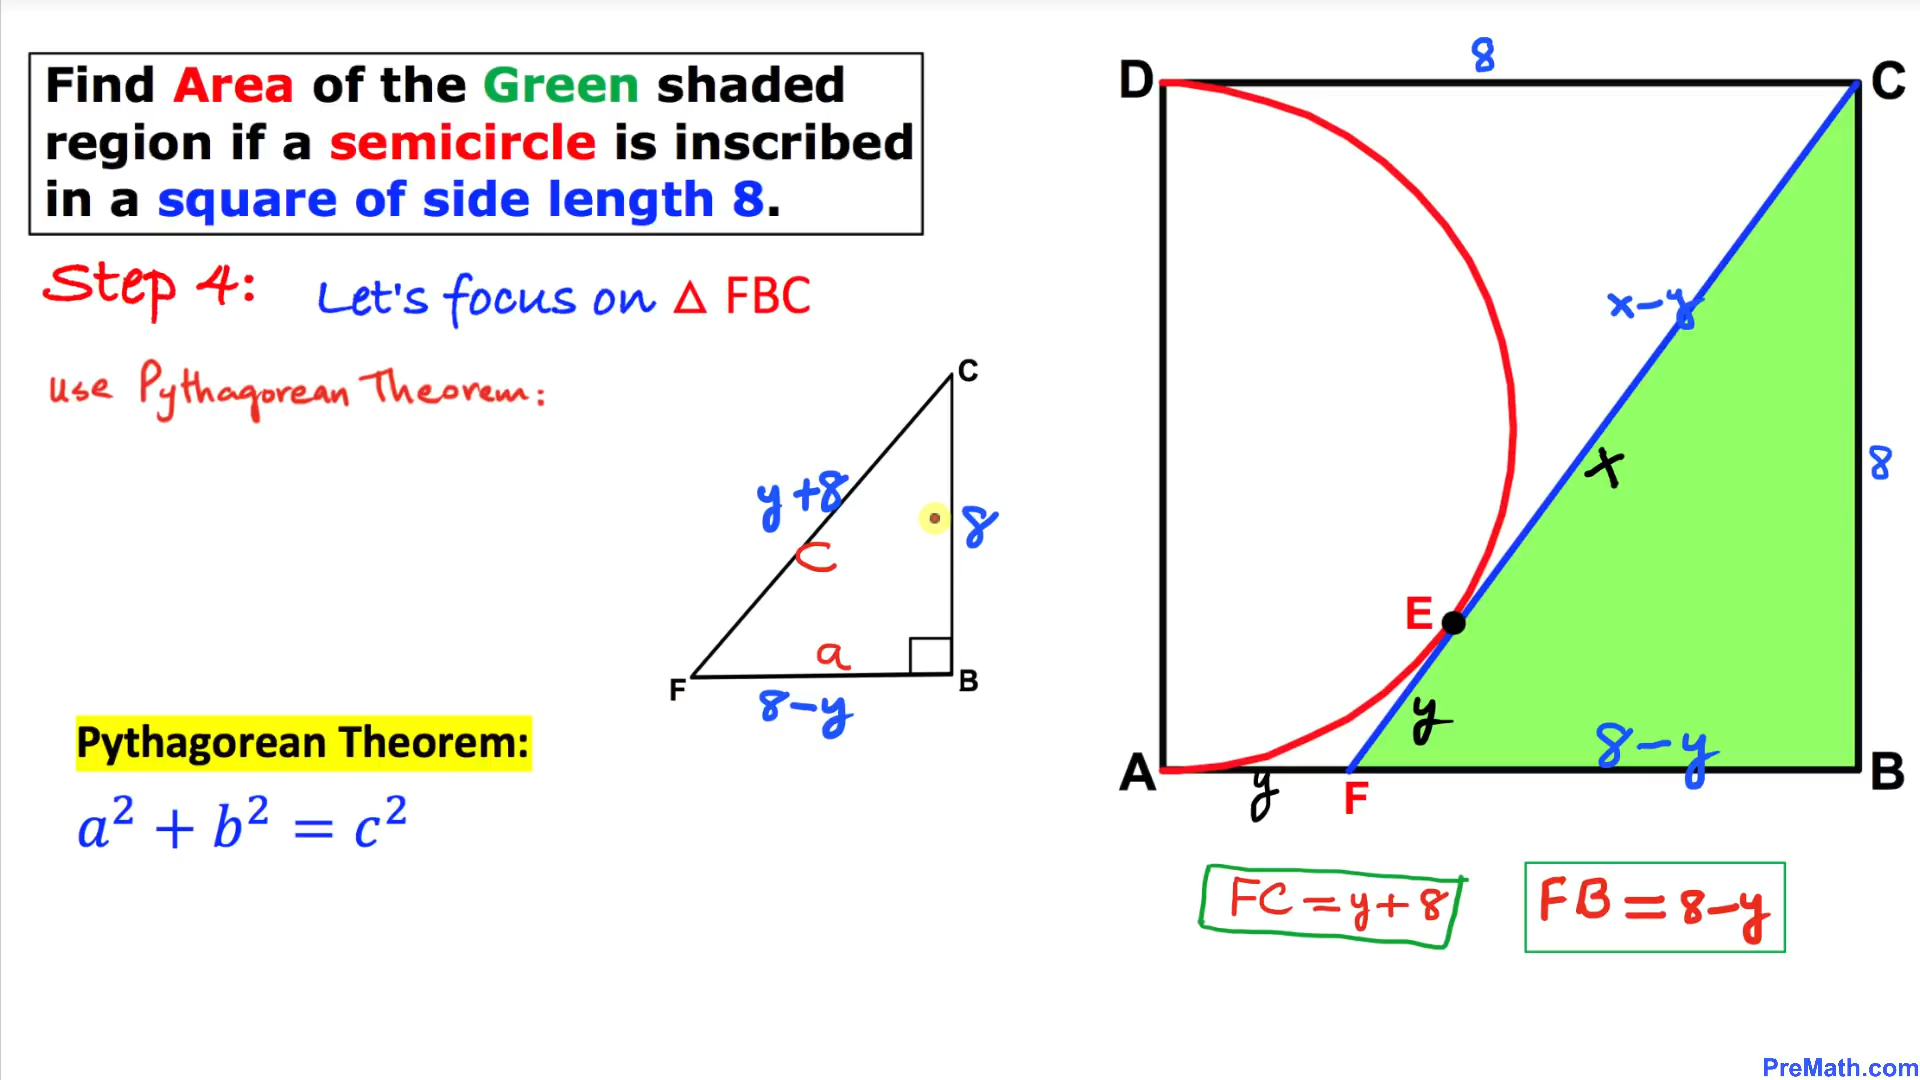 Find Area of the Green shaded
region if a semicircle is inscribed
in a square of side length 8.
Step 4: Let's focus on △ FBC
use Pythagorean Theorem:
C
y+8
8
C
a
F
B
8-y
Pythagorean Theorem:
a² + b² = c²
8
D
C
x-y
x
8
E
y
8-y
A
B
y
F
FC=y+8
FB=8-y
PreMath.com